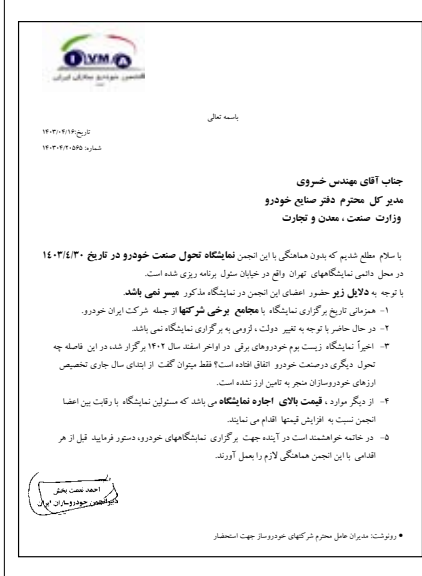 IVMA
انجمن خودرو سازان ایران
باسمه تعالی
تاریخ:۱۴۰۳/۰۴/۱۶
شماره: ۱۴۰۳۰۴/۲۰۵۶۵
جناب آقای مهندس خسروی
مدیر کل محترم دفتر صنایع خودرو
وزارت صنعت ، معدن و تجارت
با سلام مطلع شدیم که بدون هماهنگی با این انجمن نمایشگاه تحول صنعت خودرو در تاریخ ۱٤۰۳/٤/۳۰
در محل دائمی نمایشگاههای تهران واقع در خیابان سئول برنامه ریزی شده است.
با توجه به دلایل زیر حضور اعضای این انجمن در نمایشگاه مذکور میسر نمی باشد.
۱- همزمانی تاریخ برگزاری نمایشگاه با مجامع برخی شرکتها از جمله شرکت ایران خودرو.
۲- در حال حاضر با توجه به تغییر دولت ، لزومی به برگزاری نمایشگاه نمی باشد.
۳- اخیراً نمایشگاه زیست بوم خودروهای برقی در اواخر اسفند سال ۱۴۰۲ برگزار شد، در این فاصله چه
تحول دیگری درصنعت خودرو اتفاق افتاده است؟ فقط میتوان گفت از ابتدای سال جاری تخصیص
ارزهای خودروسازان منجر به تامین ارز نشده است.
۴- از دیگر موارد ، قیمت بالای اجاره نمایشگاه می باشد که مسئولین نمایشگاه با رقابت بین اعضا
انجمن نسبت به افزایش قیمتها اقدام می نمایند.
۵- در خاتمه خواهشمند است در آینده جهت برگزاری نمایشگاههای خودرو، دستور فرمایید قبل از هر
اقدامی با این انجمن هماهنگی لازم را بعمل آورند.
احمد نعمت بخش
دبیر انجمن خودروسازان ایران
• رونوشت: مدیران عامل محترم شرکتهای خودروساز جهت استحضار